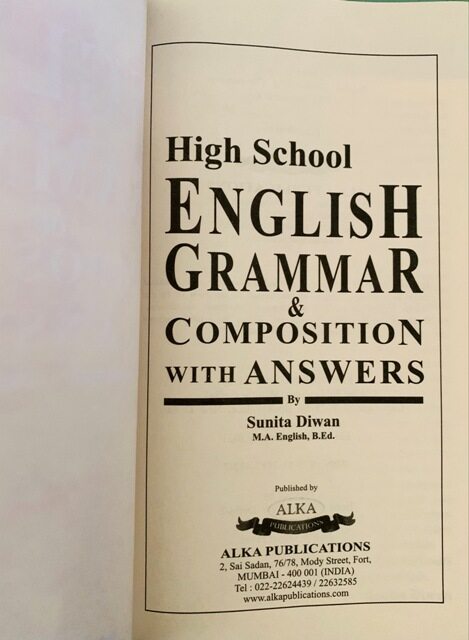 High School
ENGLISH
GRAMMAR
&
COMPOSITION
WITH ANSWERS
By
Sunita Diwan
M.A. English, B.Ed.
Published by
ALKA
PUBLICATIONS
ALKA PUBLICATIONS
2, Sai Sadan, 76/78, Mody Street, Fort,
MUMBAI - 400 001 (INDIA)
Tel : 022-22624439 / 22632585
www.alkapublications.com